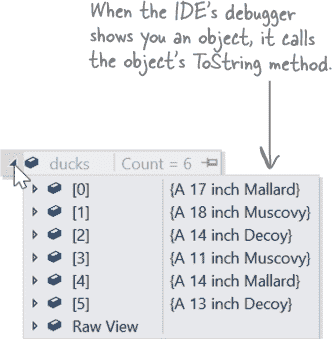 When the IDE's debugger
shows you an object, it calls
the object's ToString method.
ducks Count = 6
[0] {A 17 inch Mallard}
[1] {A 18 inch Muscovy}
[2] {A 14 inch Decoy}
[3] {A 11 inch Muscovy}
[4] {A 14 inch Mallard}
[5] {A 13 inch Decoy}
Raw View